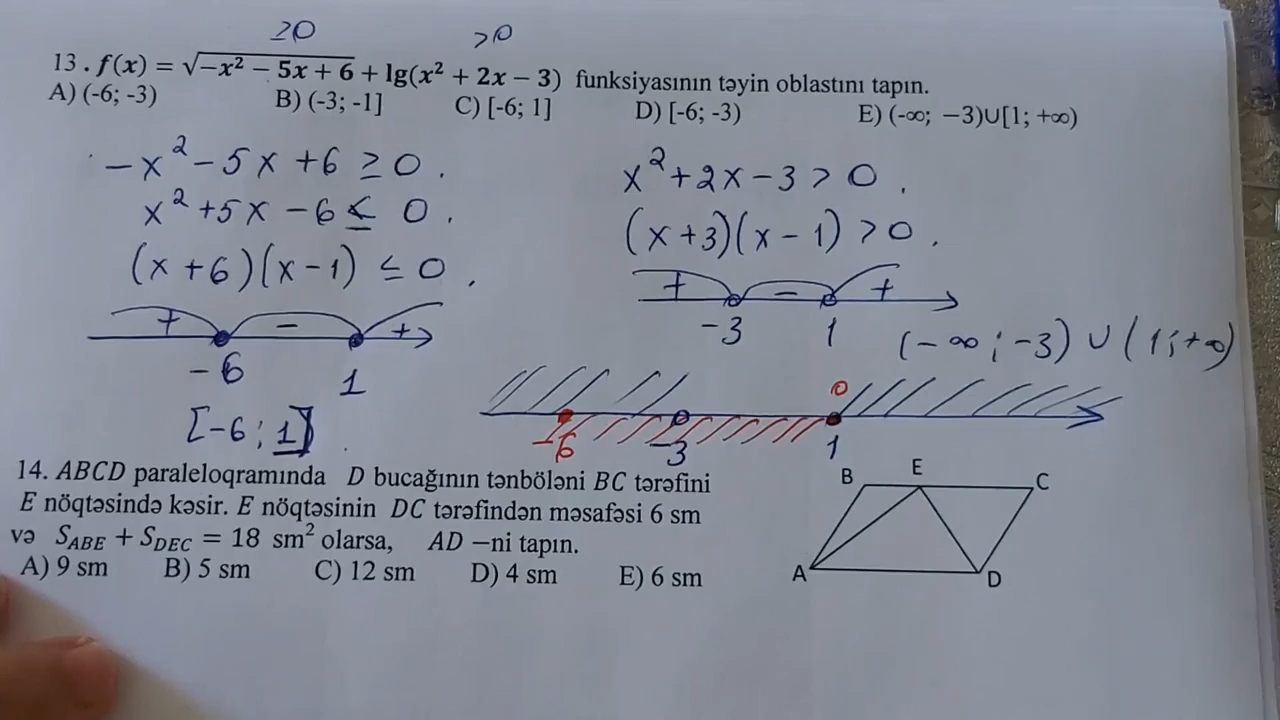 ≥0 >0
13. f(x) = √(−x² − 5x + 6) + lg(x² + 2x − 3) funksiyasının təyin oblastını tapın.
A) (-6; -3) B) (-3; -1] C) [-6; 1] D) [-6; -3) E) (-∞; −3)∪[1; +∞)
−x² − 5x + 6 ≥ 0.
x² + 5x − 6 ≤ 0.
(x + 6)(x − 1) ≤ 0.
+ − +
−6 1
[−6; 1]
x² + 2x − 3 > 0.
(x + 3)(x − 1) > 0.
+ − +
−3 1
(−∞; −3) ∪ (1; +∞)
−6 −3 1
14. ABCD paraleloqramında D bucağının tənböləni BC tərəfini
E nöqtəsində kəsir. E nöqtəsinin DC tərəfindən məsafəsi 6 sm
və S_ABE + S_DEC = 18 sm² olarsa, AD −ni tapın.
A) 9 sm B) 5 sm C) 12 sm D) 4 sm E) 6 sm
B E C
A D